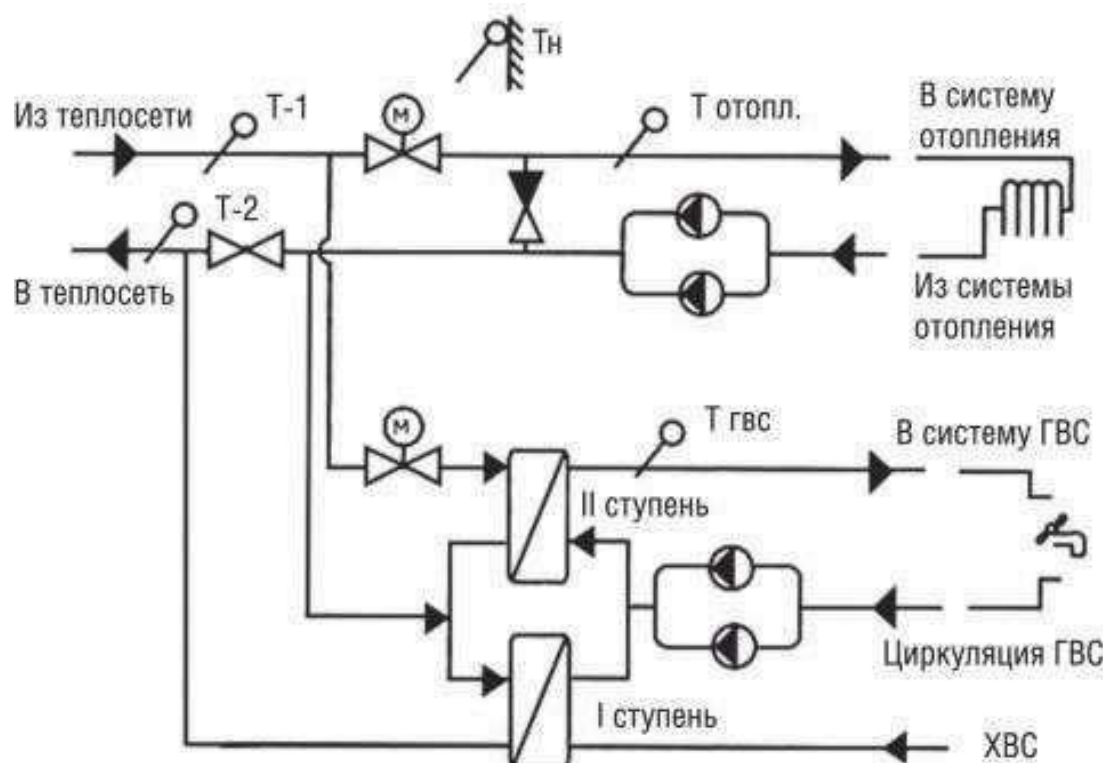 Тн
Из теплосети
Т-1
М
Т отопл.
В систему
отопления
Т-2
В теплосеть
Из системы
отопления
М
Т гвс
В систему ГВС
II ступень
Циркуляция ГВС
I ступень
ХВС